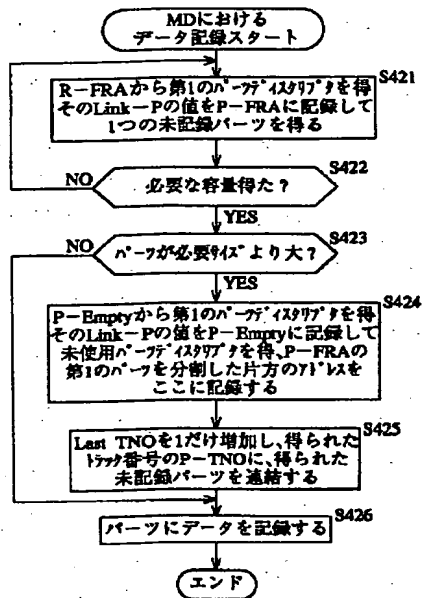 MDにおける
データ記録スタート
S421
R−FRAから第1のパーツディスクリプタを得
そのLink−Pの値をP−FRAに記録して
1つの未記録パーツを得る
S422
NO
必要な容量得た?
YES
S423
NO
パーツが必要サイズより大?
YES
S424
P−Emptyから第1のパーツディスクリプタを得
そのLink−Pの値をP−Emptyに記録して
未使用パーツディスクリプタを得、P−FRAの
第1のパーツを分割した片方のアドレスを
ここに記録する
S425
Last TNOを1だけ増加し、得られた
トラック番号のP−TNOに、得られた
未記録パーツを連結する
S426
パーツにデータを記録する
エンド